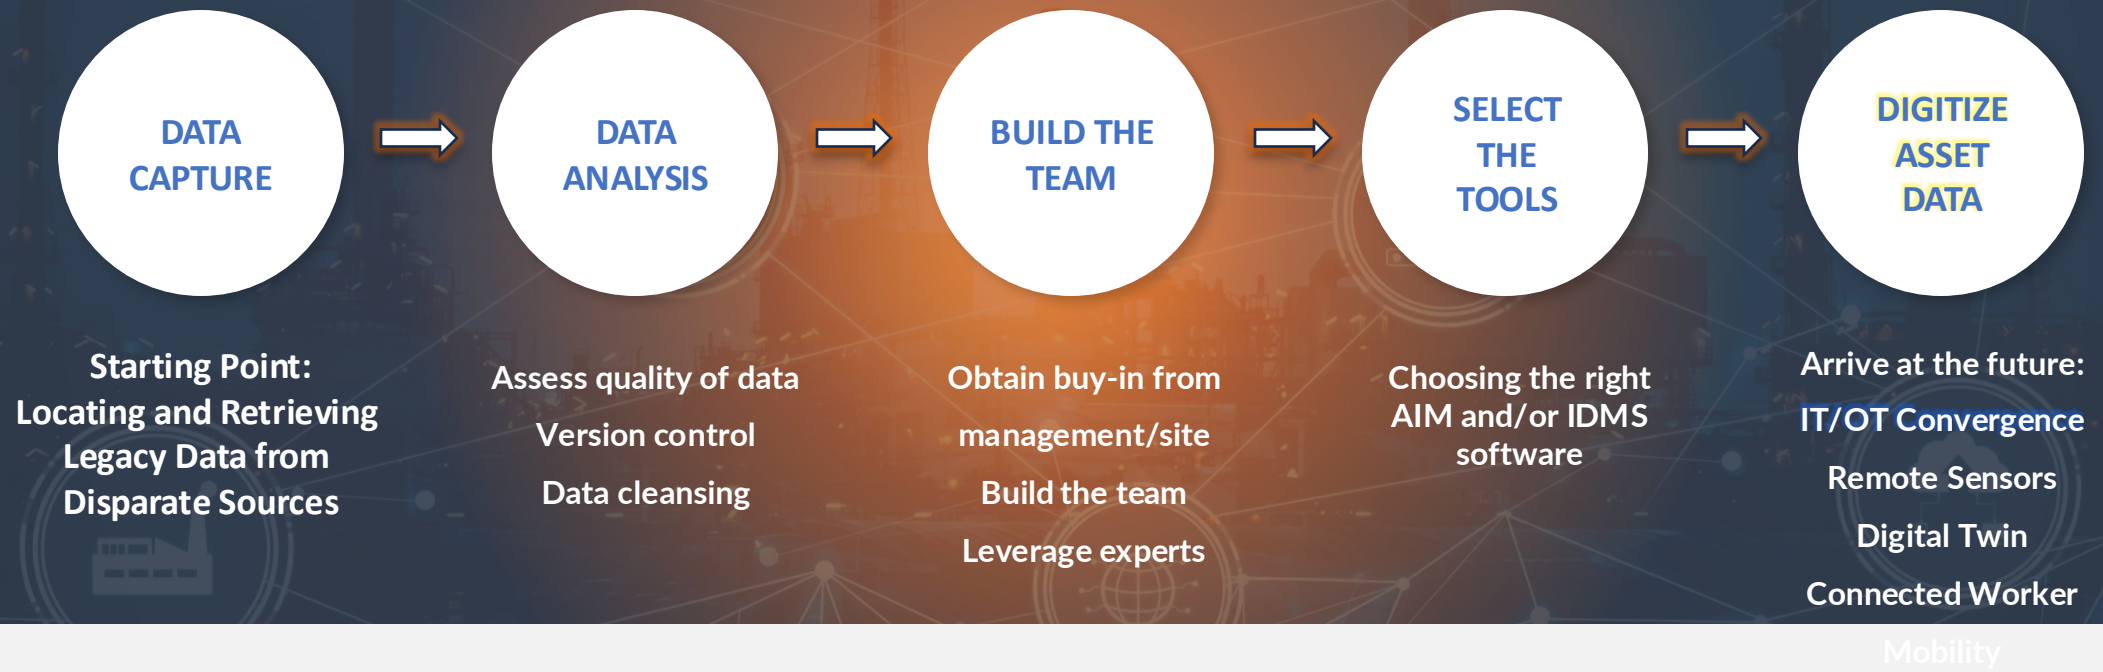 DATA
CAPTURE
DATA
ANALYSIS
BUILD THE
TEAM
SELECT
THE
TOOLS
DIGITIZE
ASSET
DATA
Starting Point:
Locating and Retrieving
Legacy Data from
Disparate Sources
Assess quality of data
Version control
Data cleansing
Obtain buy-in from
management/site
Build the team
Leverage experts
Choosing the right
AIM and/or IDMS
software
Arrive at the future:
IT/OT Convergence
Remote Sensors
Digital Twin
Connected Worker
Mobility